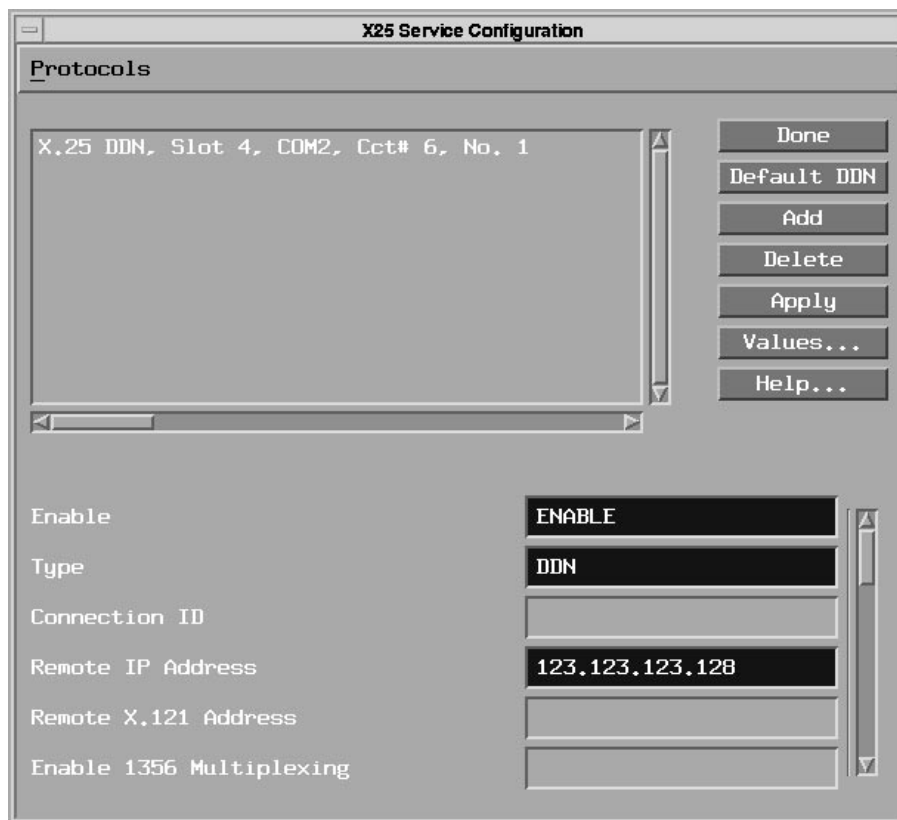 X25 Service Configuration
Protocols
X.25 DDN, Slot 4, COM2, Cct# 6, No. 1
Done
Default DDN
Add
Delete
Apply
Values...
Help...
Enable ENABLE
Type DDN
Connection ID
Remote IP Address 123.123.123.128
Remote X.121 Address
Enable 1356 Multiplexing